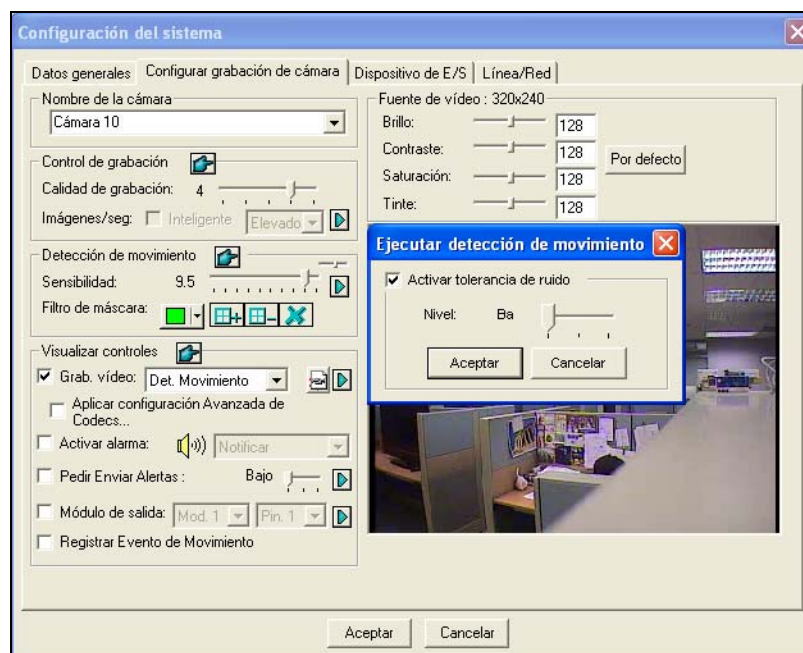 Configuración del sistema
Datos generales
Configurar grabación de cámara
Dispositivo de E/S
Línea/Red
Nombre de la cámara
Cámara 10
Control de grabación
Calidad de grabación: 4
Imágenes/seg: Inteligente Elevado
Detección de movimiento
Sensibilidad: 9.5
Filtro de máscara:
Visualizar controles
Grab. vídeo: Det. Movimiento
Aplicar configuración Avanzada de
Codecs...
Activar alarma: Notificar
Pedir Enviar Alertas : Bajo
Módulo de salida: Mod. 1 Pin. 1
Registrar Evento de Movimiento
Fuente de vídeo : 320x240
Brillo: 128
Contraste: 128
Saturación: 128
Tinte: 128
Por defecto
Ejecutar detección de movimiento
Activar tolerancia de ruido
Nivel: Ba
Aceptar Cancelar
Aceptar Cancelar